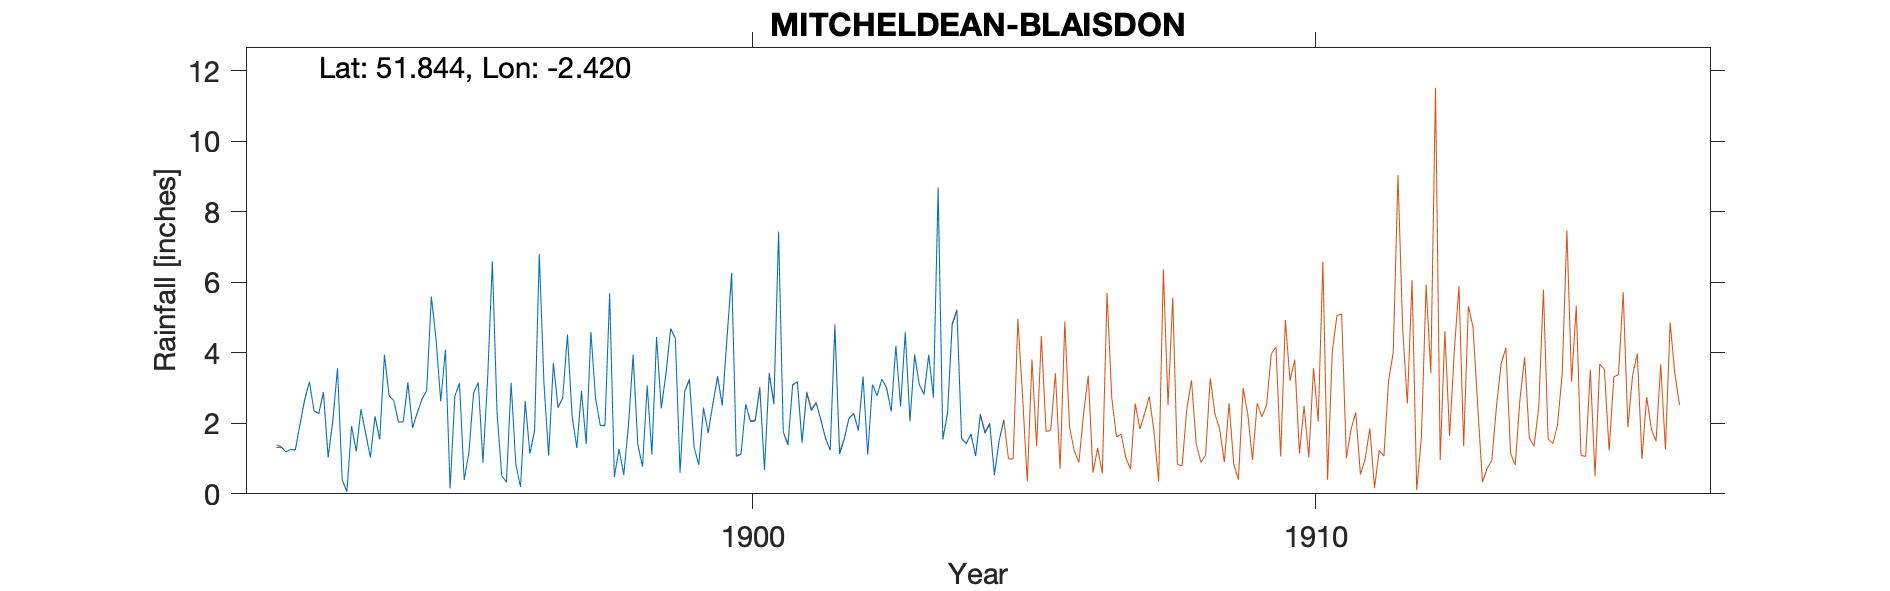 MITCHELDEAN-BLAISDON
Lat: 51.844, Lon: -2.420
12
10
8
6
4
2
0
Rainfall [inches]
1900
1910
Year